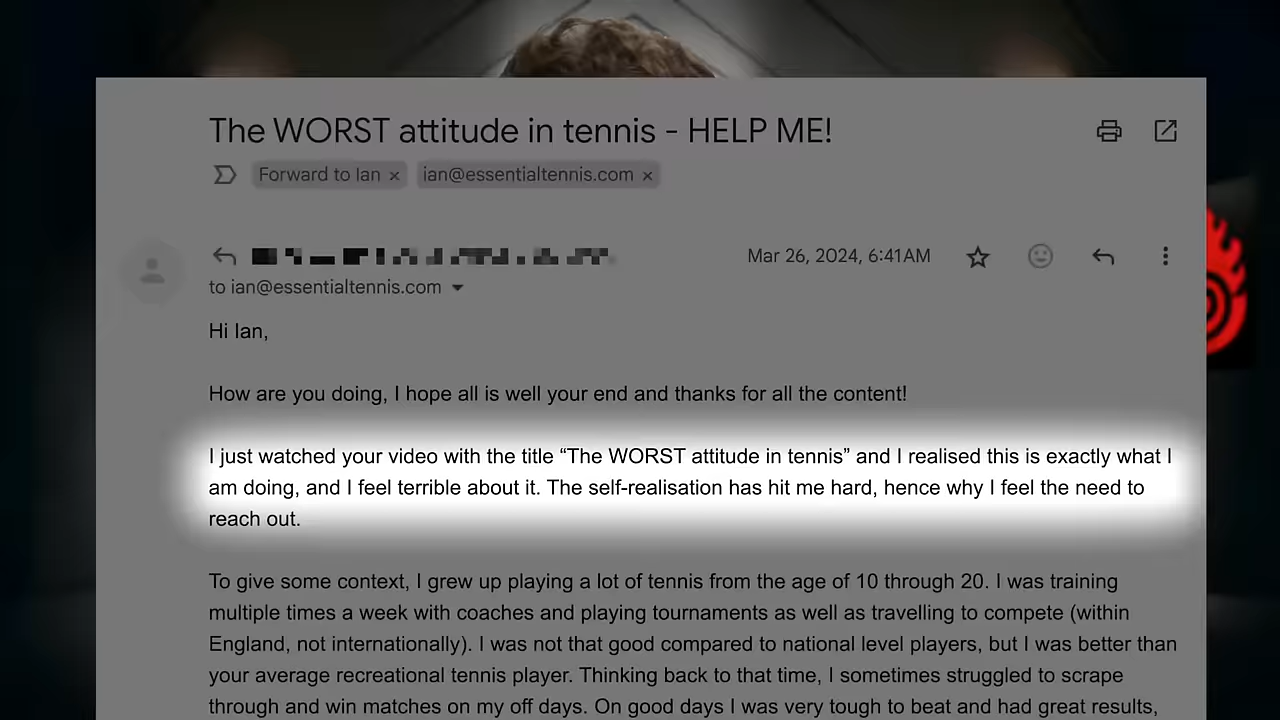 The WORST attitude in tennis - HELP ME!
Forward to Ian ×
ian@essentialtennis.com ×
Mar 26, 2024, 6:41AM
to ian@essentialtennis.com
Hi Ian,
How are you doing, I hope all is well your end and thanks for all the content!
I just watched your video with the title “The WORST attitude in tennis” and I realised this is exactly what I
am doing, and I feel terrible about it. The self-realisation has hit me hard, hence why I feel the need to
reach out.
To give some context, I grew up playing a lot of tennis from the age of 10 through 20. I was training
multiple times a week with coaches and playing tournaments as well as travelling to compete (within
England, not internationally). I was not that good compared to national level players, but I was better than
your average recreational tennis player. Thinking back to that time, I sometimes struggled to scrape
through and win matches on my off days. On good days I was very tough to beat and had great results,